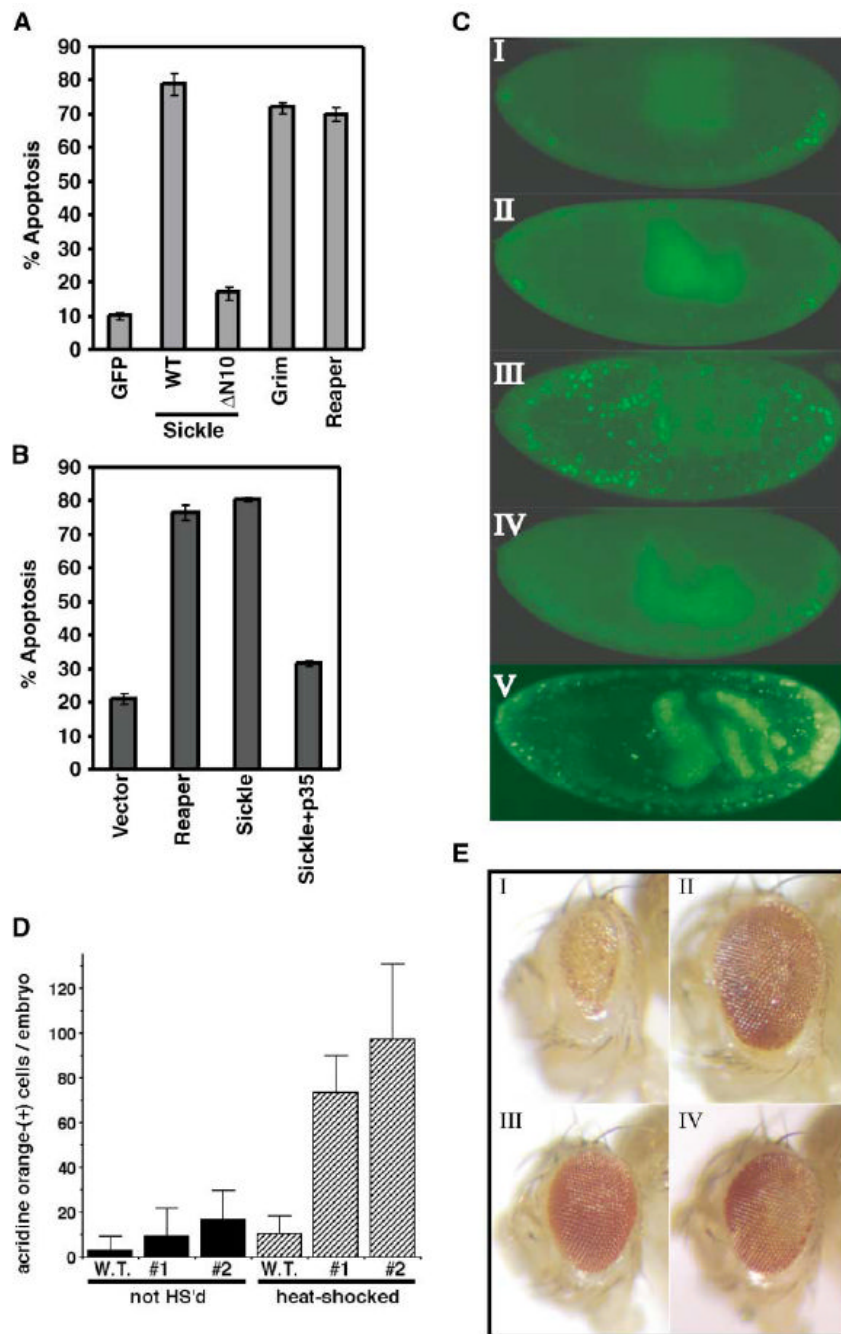 A
90
80
70
60
50
40
30
20
10
0
% Apoptosis
GFP
WT
ΔN10
Grim
Reaper
Sickle
B
90
80
70
60
50
40
30
20
10
0
% Apoptosis
Vector
Reaper
Sickle
Sickle+p35
C
I
II
III
IV
V
D
120
100
80
60
40
20
0
acridine orange-(+) cells / embryo
W.T. #1 #2 W.T. #1 #2
not HS'd heat-shocked
E
I II
III IV